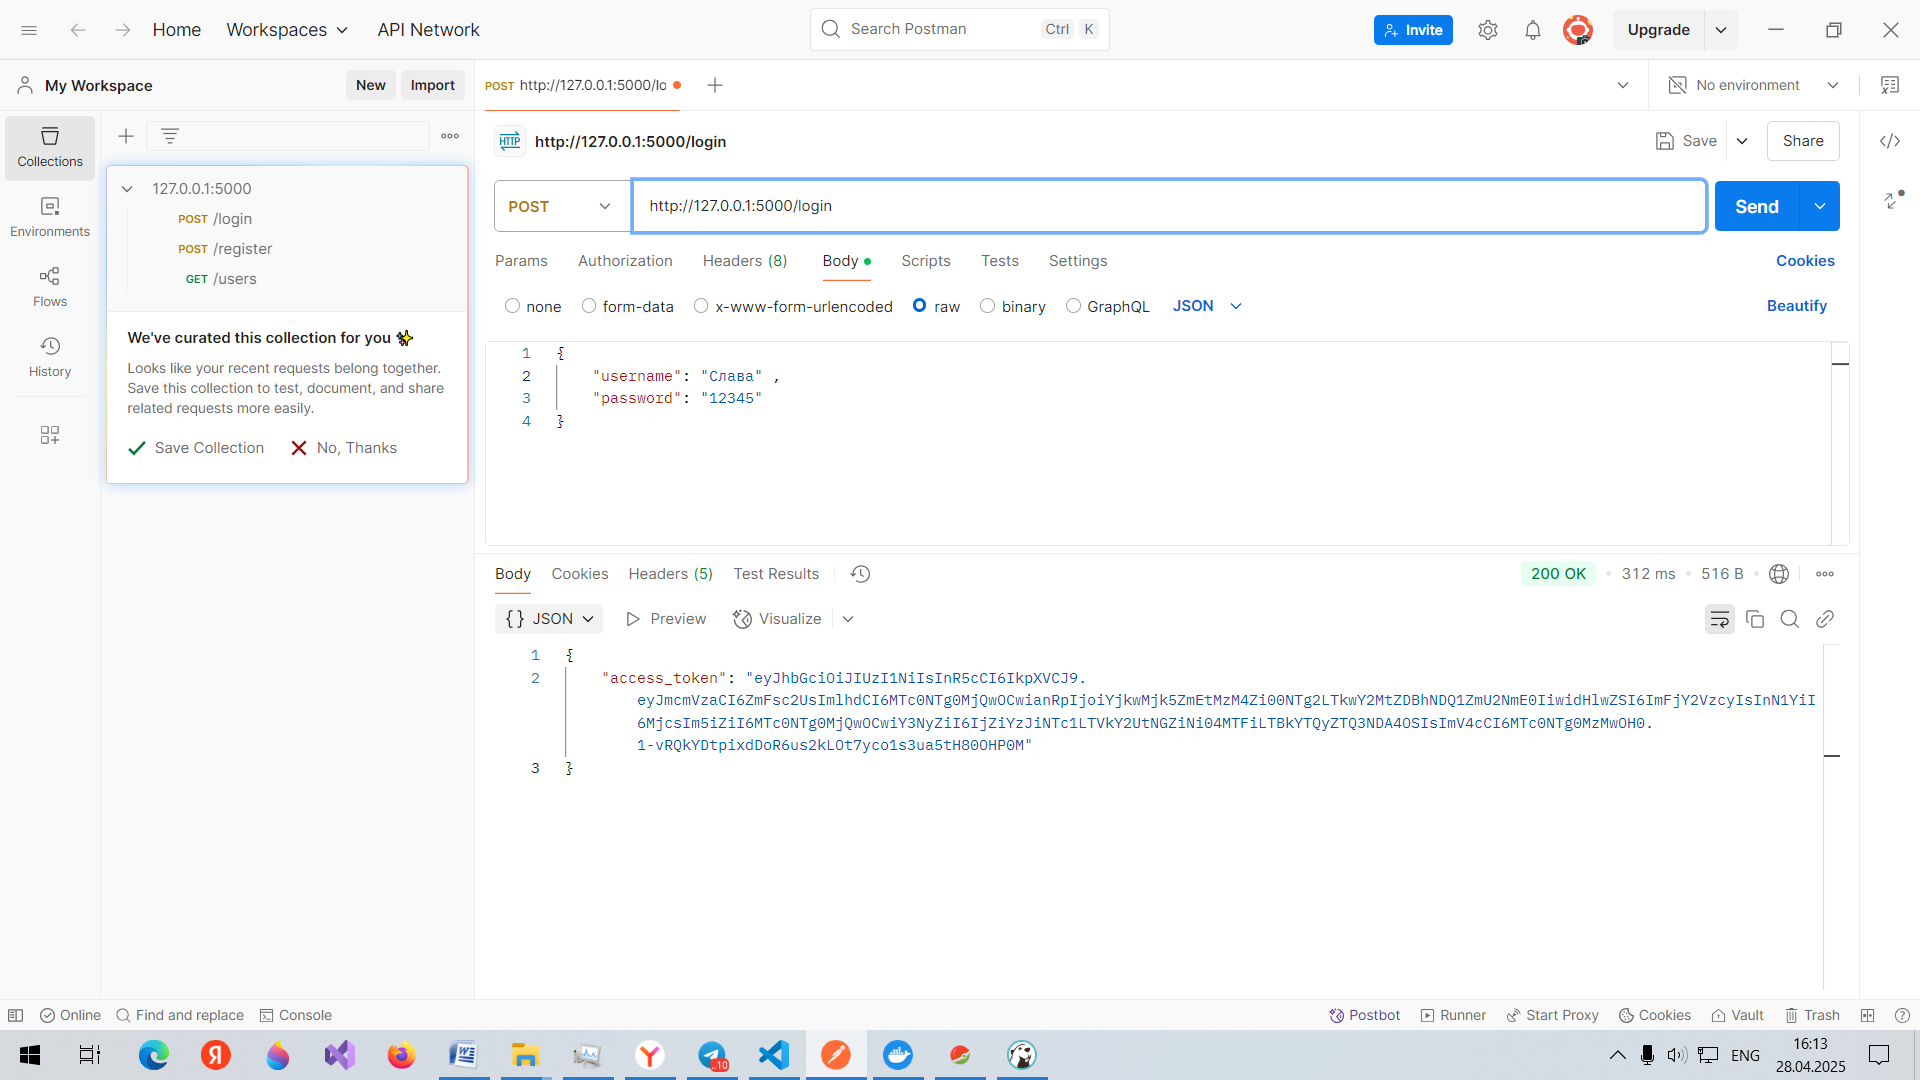 Home
Workspaces
API Network
Search Postman
Ctrl K
Invite
Upgrade
My Workspace
New
Import
POST http://127.0.0.1:5000/lo
No environment
Collections
Environments
Flows
History
127.0.0.1:5000
POST /login
POST /register
GET /users
We've curated this collection for you
Looks like your recent requests belong together.
Save this collection to test, document, and share
related requests more easily.
Save Collection
No, Thanks
HTTP http://127.0.0.1:5000/login
Save
Share
POST
http://127.0.0.1:5000/login
Send
Params
Authorization
Headers (8)
Body
Scripts
Tests
Settings
Cookies
none
form-data
x-www-form-urlencoded
raw
binary
GraphQL
JSON
Beautify
1 {
2 "username": "Слава" ,
3 "password": "12345"
4 }
Body
Cookies
Headers (5)
Test Results
200 OK
312 ms
516 B
{} JSON
Preview
Visualize
1 {
2 "access_token": "eyJhbGciOiJIUzI1NiIsInR5cCI6IkpXVCJ9.
eyJmcmVzaCI6ZmFsc2UsImlhdCI6MTc0NTg0MjQwOCwianRpIjoiYjkwMjk5ZmEtMzM4Zi00NTg2LTkwY2MtZDBhNDQ1ZmU2NmE0IiwidHlwZSI6ImFjY2VzcyIsInN1YiI
6MjcsIm5iZiI6MTc0NTg0MjQwOCwiY3NyZiI6IjZiYzJiNTc1LTVkY2UtNGZiNi04MTFiLTBkYTQyZTQ3NDA4OSIsImV4cCI6MTc0NTg0MzMwOH0.
1-vRQkYDtpixdDoR6us2kLOt7yco1s3ua5tH80OHP0M"
3 }
Online
Find and replace
Console
Postbot
Runner
Start Proxy
Cookies
Vault
Trash
Я
W
Y
..10
ENG
16:13
28.04.2025